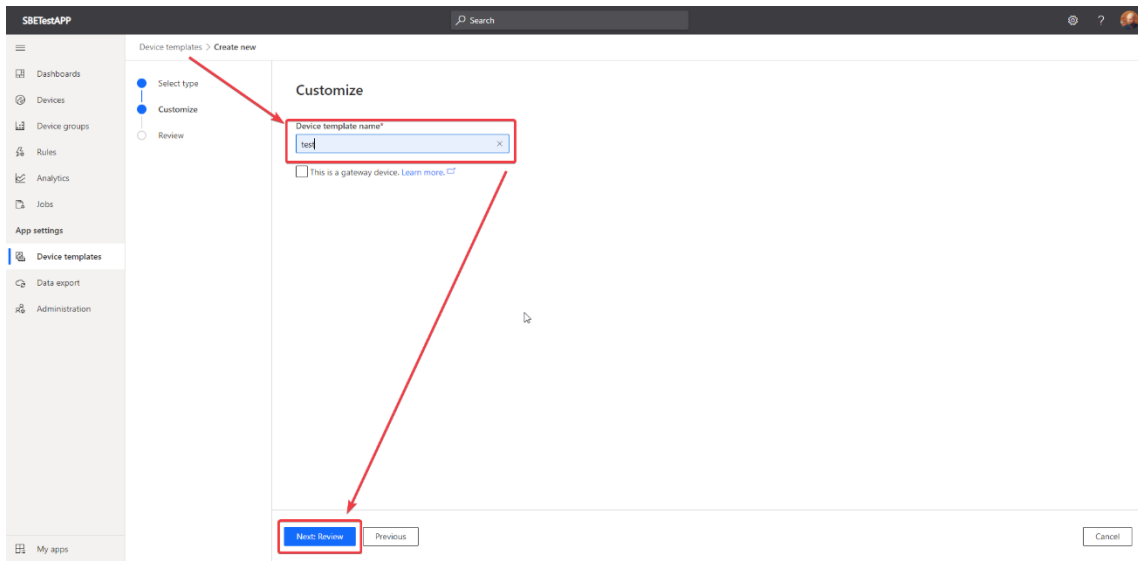 SBETestAPP
Search
?
Device templates > Create new
Dashboards
Devices
Device groups
Rules
Analytics
Jobs
App settings
Device templates
Data export
Administration
My apps
Select type
Customize
Review
Customize
Device template name*
test
This is a gateway device. Learn more.
Next: Review
Previous
Cancel